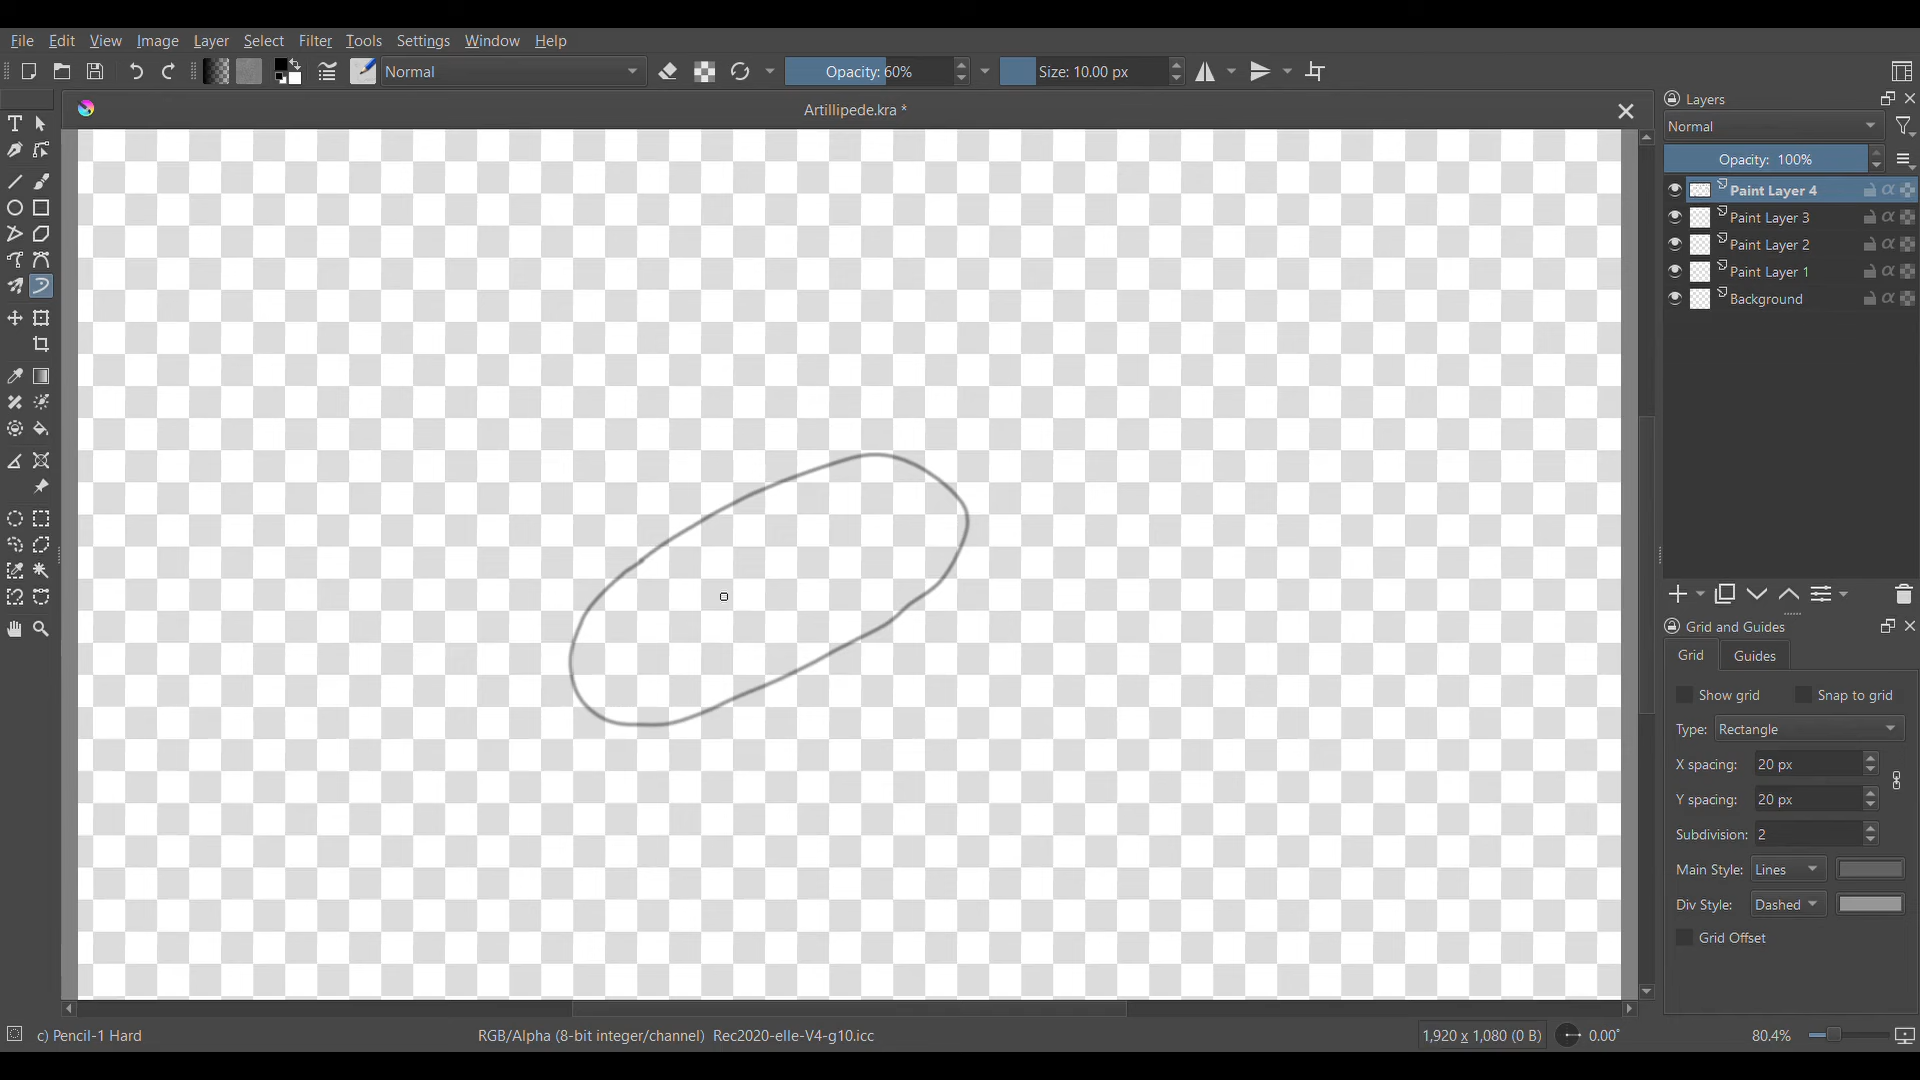 File Edit View Image Layer Select Filter Tools Settings Window Help
Normal Opacity: 60% Size: 10.00 px
Artillipede.kra *
Layers
Normal
Opacity: 100%
Paint Layer 4
Paint Layer 3
Paint Layer 2
Paint Layer 1
Background
Grid and Guides
Grid Guides
Show grid Snap to grid
Type: Rectangle
X spacing: 20 px
Y spacing: 20 px
Subdivision: 2
Main Style: Lines
Div Style: Dashed
Grid Offset
c) Pencil-1 Hard RGB/Alpha (8-bit integer/channel) Rec2020-elle-V4-g10.icc 1,920 x 1,080 (0 B) 0.00° 80.4%